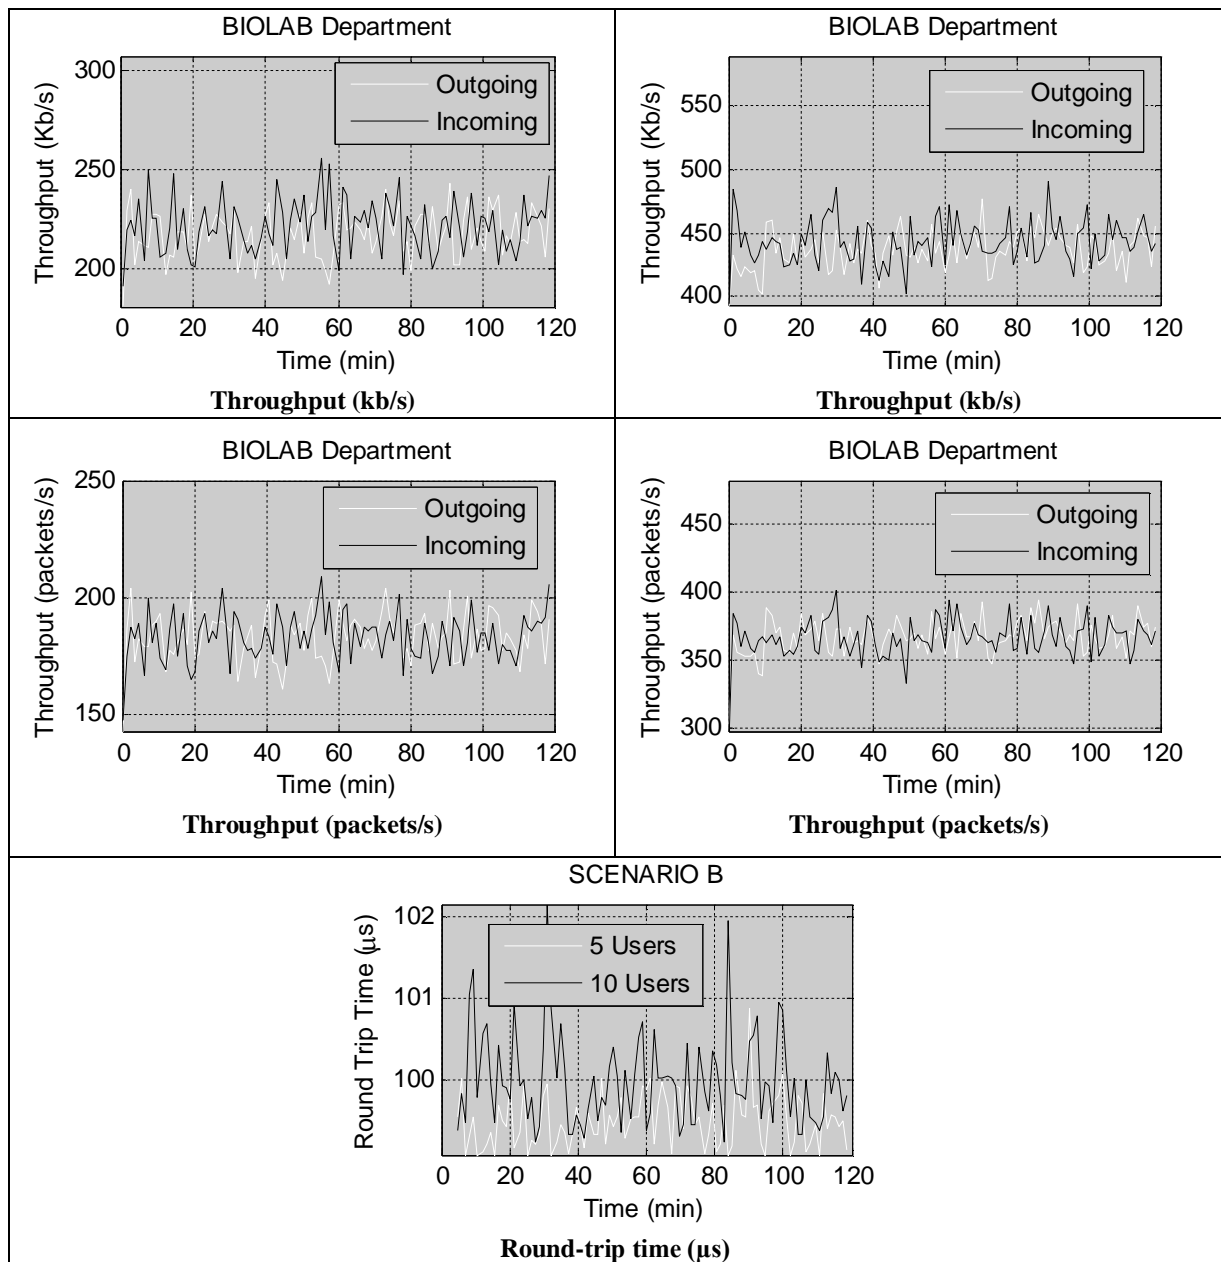 BIOLAB Department
Throughput (Kb/s)
300
250
200
Outgoing
Incoming
0 20 40 60 80 100 120
Time (min)
Throughput (kb/s)
BIOLAB Department
Throughput (Kb/s)
550
500
450
400
Outgoing
Incoming
0 20 40 60 80 100 120
Time (min)
Throughput (kb/s)
BIOLAB Department
Throughput (packets/s)
250
200
150
Outgoing
Incoming
0 20 40 60 80 100 120
Time (min)
Throughput (packets/s)
BIOLAB Department
Throughput (packets/s)
450
400
350
300
Outgoing
Incoming
0 20 40 60 80 100 120
Time (min)
Throughput (packets/s)
SCENARIO B
Round Trip Time (μs)
102
101
100
5 Users
10 Users
0 20 40 60 80 100 120
Time (min)
Round-trip time (μs)